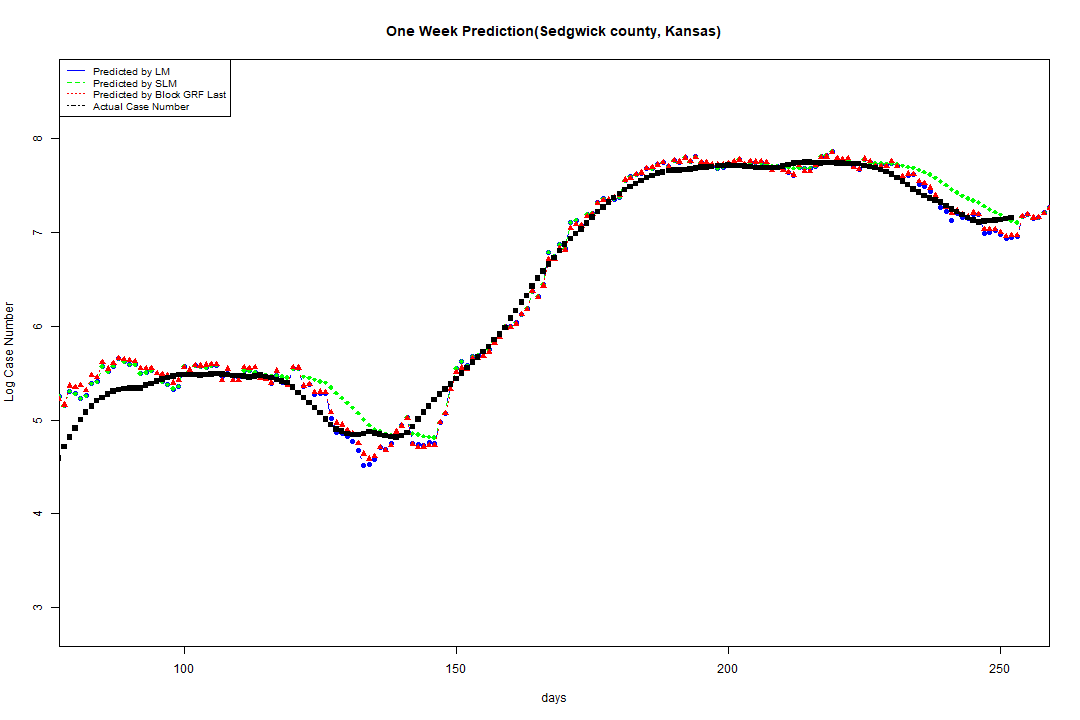 One Week Prediction(Sedgwick county, Kansas)
Predicted by LM
Predicted by SLM
Predicted by Block GRF Last
Actual Case Number
8
7
6
5
4
3
Log Case Number
100
150
200
250
days